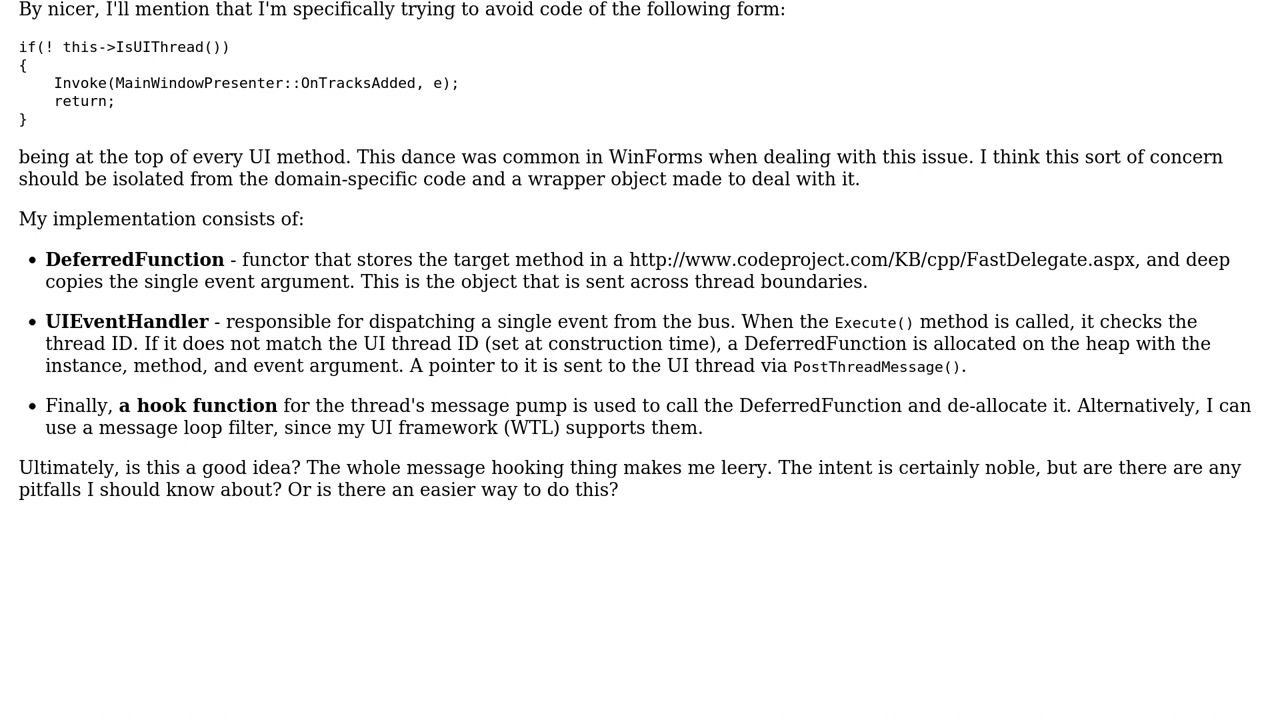 By nicer, I'll mention that I'm specifically trying to avoid code of the following form:
if(! this->IsUIThread())
{
    Invoke(MainWindowPresenter::OnTracksAdded, e);
    return;
}
being at the top of every UI method. This dance was common in WinForms when dealing with this issue. I think this sort of concern
should be isolated from the domain-specific code and a wrapper object made to deal with it.
My implementation consists of:
• DeferredFunction - functor that stores the target method in a http://www.codeproject.com/KB/cpp/FastDelegate.aspx, and deep
copies the single event argument. This is the object that is sent across thread boundaries.
• UIEventHandler - responsible for dispatching a single event from the bus. When the Execute() method is called, it checks the
thread ID. If it does not match the UI thread ID (set at construction time), a DeferredFunction is allocated on the heap with the
instance, method, and event argument. A pointer to it is sent to the UI thread via PostThreadMessage().
• Finally, a hook function for the thread's message pump is used to call the DeferredFunction and de-allocate it. Alternatively, I can
use a message loop filter, since my UI framework (WTL) supports them.
Ultimately, is this a good idea? The whole message hooking thing makes me leery. The intent is certainly noble, but are there are any
pitfalls I should know about? Or is there an easier way to do this?